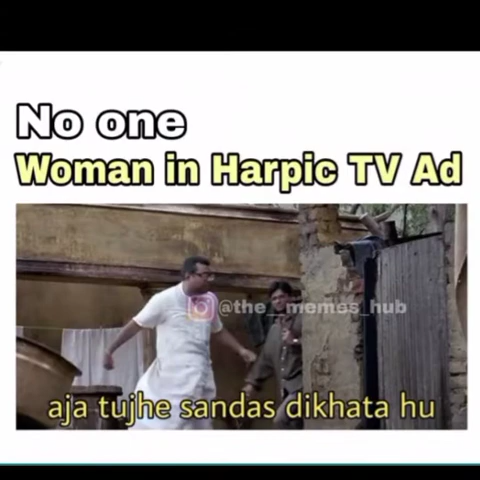 No one
Woman in Harpic TV Ad
@the_memes_hub
aja tujhe sandas dikhata hu